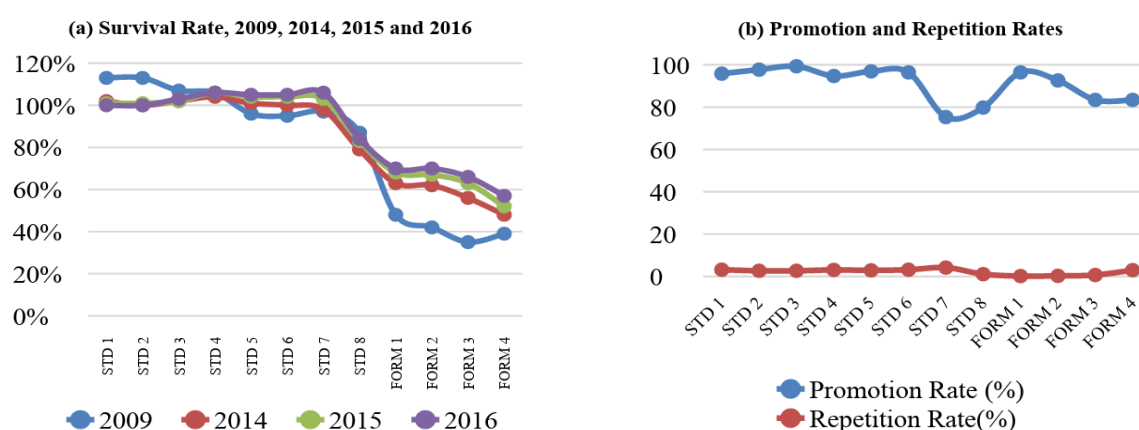 (a) Survival Rate, 2009, 2014, 2015 and 2016
120%
100%
80%
60%
40%
20%
0%
STD 1
STD 2
STD 3
STD 4
STD 5
STD 6
STD 7
STD 8
FORM 1
FORM 2
FORM 3
FORM 4
2009 2014 2015 2016
(b) Promotion and Repetition Rates
100
80
60
40
20
0
STD 1
STD 2
STD 3
STD 4
STD 5
STD 6
STD 7
STD 8
FORM 1
FORM 2
FORM 3
FORM 4
Promotion Rate (%)
Repetition Rate(%)